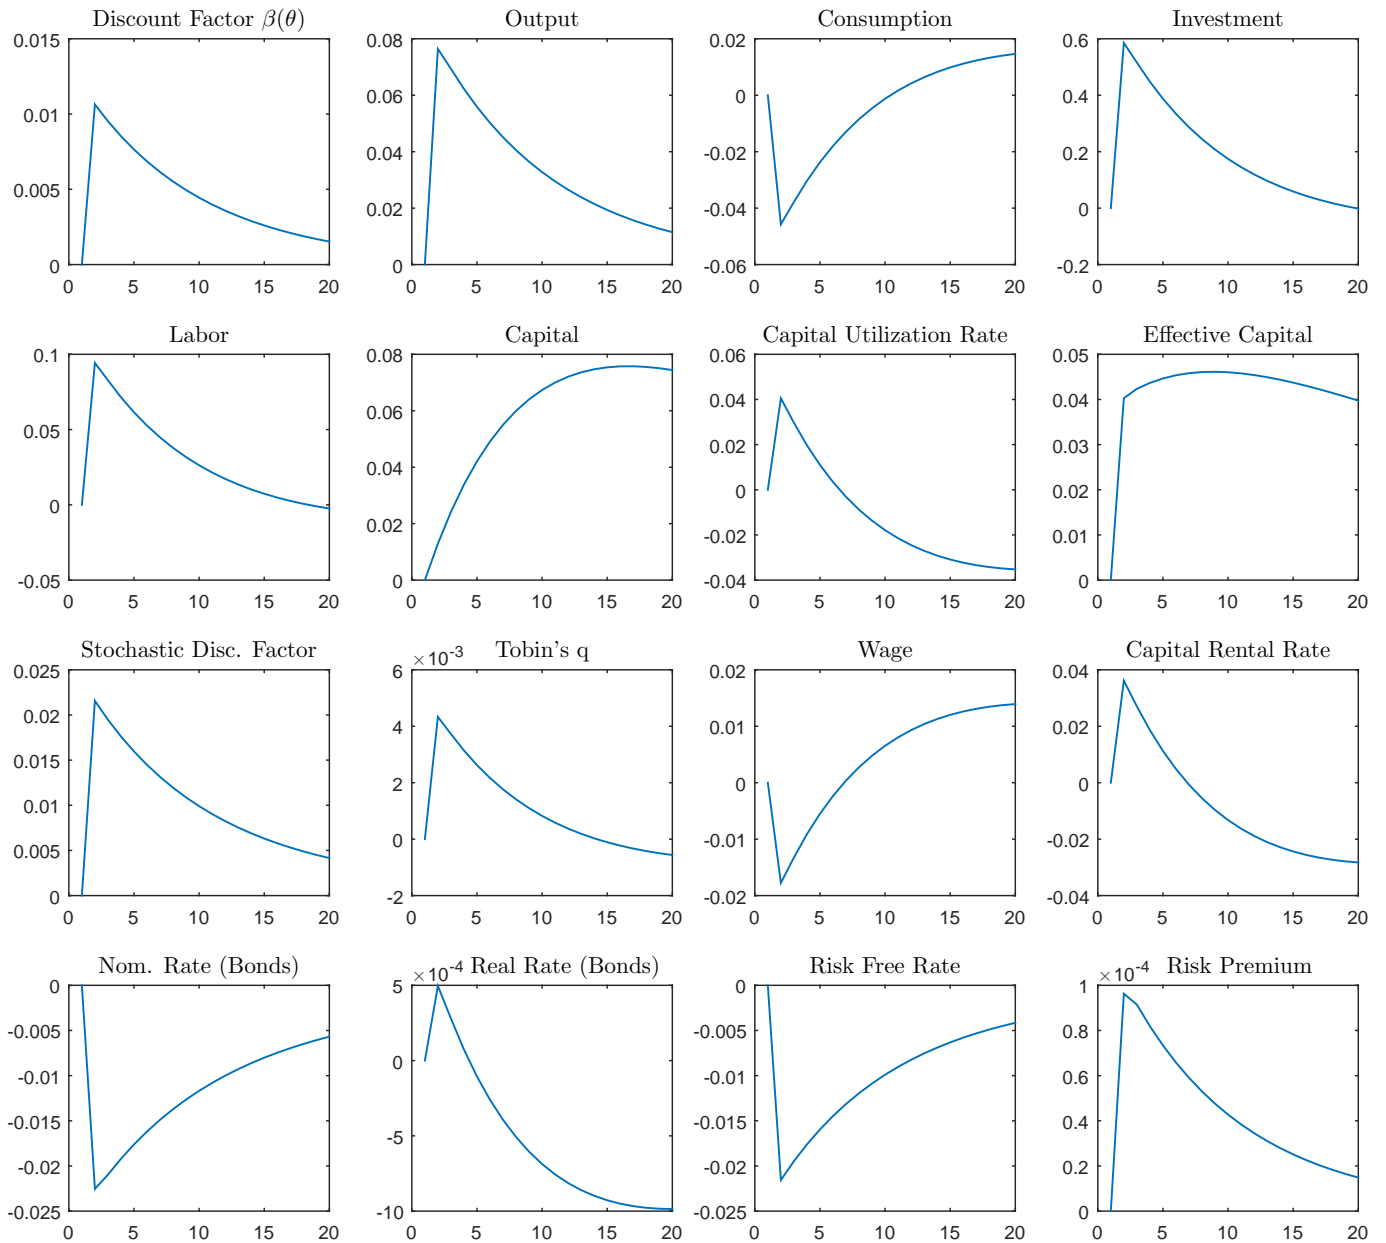 Discount Factor β(θ)
0.015
0.01
0.005
0
0 5 10 15 20
Output
0.08
0.06
0.04
0.02
0
0 5 10 15 20
Consumption
0.02
0
-0.02
-0.04
-0.06
0 5 10 15 20
Investment
0.6
0.4
0.2
0
-0.2
0 5 10 15 20
Labor
0.1
0.05
0
-0.05
0 5 10 15 20
Capital
0.08
0.06
0.04
0.02
0
0 5 10 15 20
Capital Utilization Rate
0.06
0.04
0.02
0
-0.02
-0.04
0 5 10 15 20
Effective Capital
0.05
0.04
0.03
0.02
0.01
0
0 5 10 15 20
Stochastic Disc. Factor
0.025
0.02
0.015
0.01
0.005
0
0 5 10 15 20
×10⁻³ Tobin's q
6
4
2
0
-2
0 5 10 15 20
Wage
0.02
0.01
0
-0.01
-0.02
0 5 10 15 20
Capital Rental Rate
0.04
0.02
0
-0.02
-0.04
0 5 10 15 20
Nom. Rate (Bonds)
0
-0.005
-0.01
-0.015
-0.02
-0.025
0 5 10 15 20
×10⁻⁴ Real Rate (Bonds)
5
0
-5
-10
0 5 10 15 20
Risk Free Rate
0
-0.005
-0.01
-0.015
-0.02
-0.025
0 5 10 15 20
×10⁻⁴ Risk Premium
1
0.8
0.6
0.4
0.2
0
0 5 10 15 20